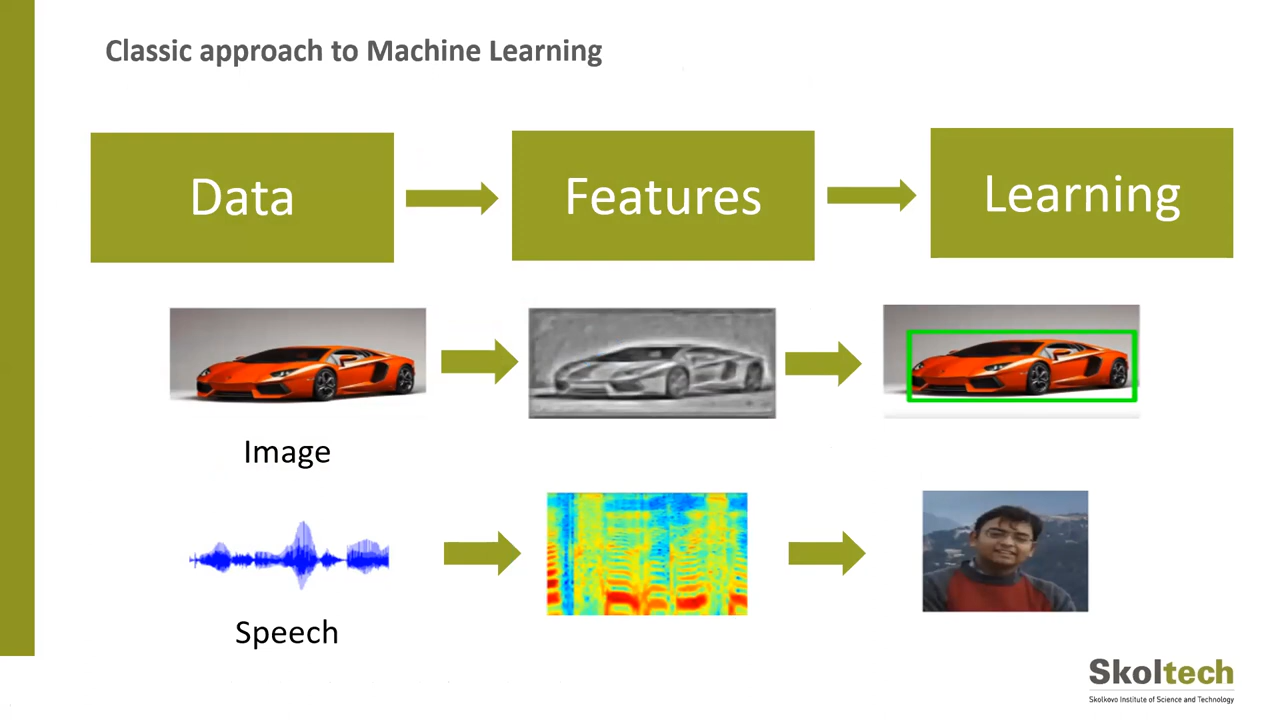 Classic approach to Machine Learning
Data
Features
Learning
Image
Speech
Skoltech
Skolkovo Institute of Science and Technology